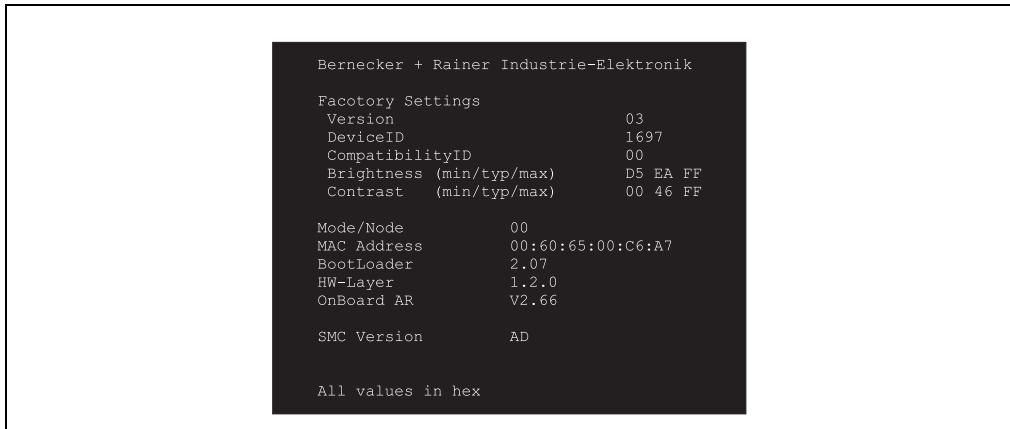 Bernecker + Rainer Industrie-Elektronik
Facotory Settings
Version 03
DeviceID 1697
CompatibilityID 00
Brightness (min/typ/max) D5 EA FF
Contrast (min/typ/max) 00 46 FF
Mode/Node 00
MAC Address 00:60:65:00:C6:A7
BootLoader 2.07
HW-Layer 1.2.0
OnBoard AR V2.66
SMC Version AD
All values in hex